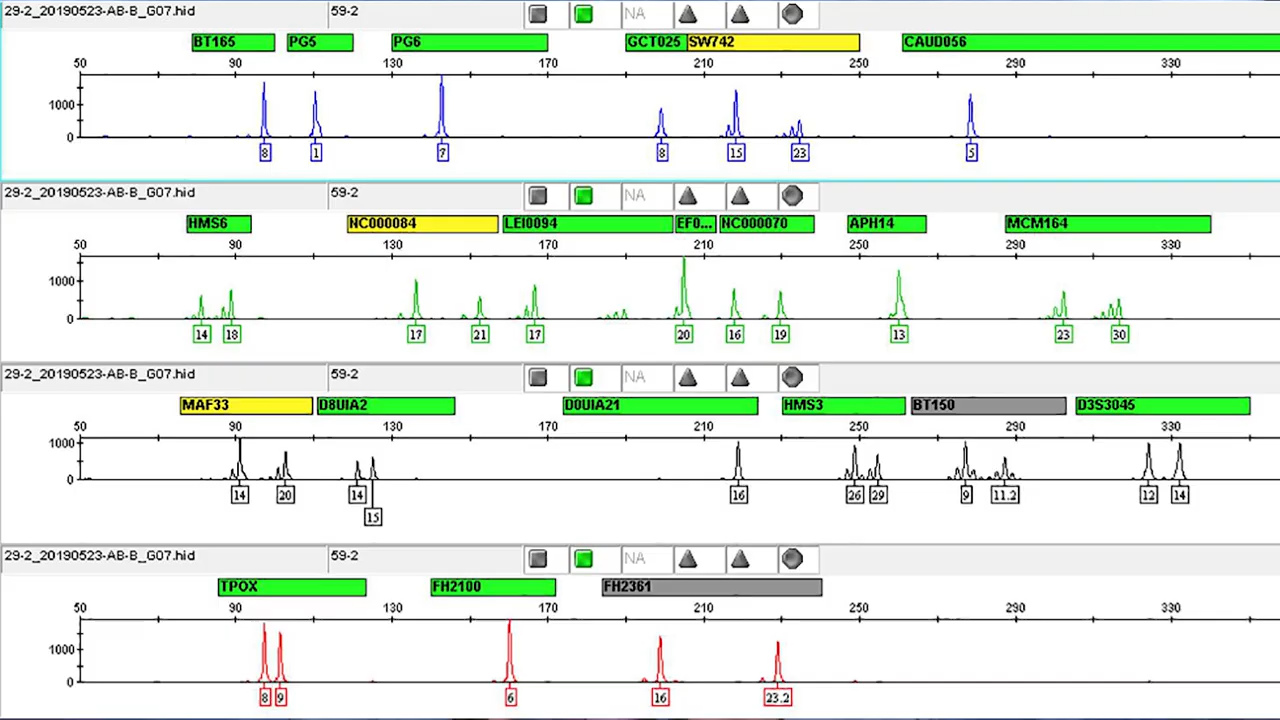 29-2_20190523-AB-B_G07.hid 59-2 NA
BT165 PG5 PG6 GCT025 SW742 CAUD056
50 90 130 170 210 250 290 330
1000
0
8 1 7 8 15 23 5
29-2_20190523-AB-B_G07.hid 59-2 NA
HMS6 NC000084 LEI0094 EF0... NC000070 APH14 MCM164
50 90 130 170 210 250 290 330
1000
0
14 18 17 21 17 20 16 19 13 23 30
29-2_20190523-AB-B_G07.hid 59-2 NA
MAF33 D8UIA2 D0UIA21 HMS3 BT150 D3S3045
50 90 130 170 210 250 290 330
1000
0
14 20 14 16 26 29 9 11.2 12 14
15
29-2_20190523-AB-B_G07.hid 59-2 NA
TPOX FH2100 FH2361
50 90 130 170 210 250 290 330
1000
0
8 9 6 16 23.2